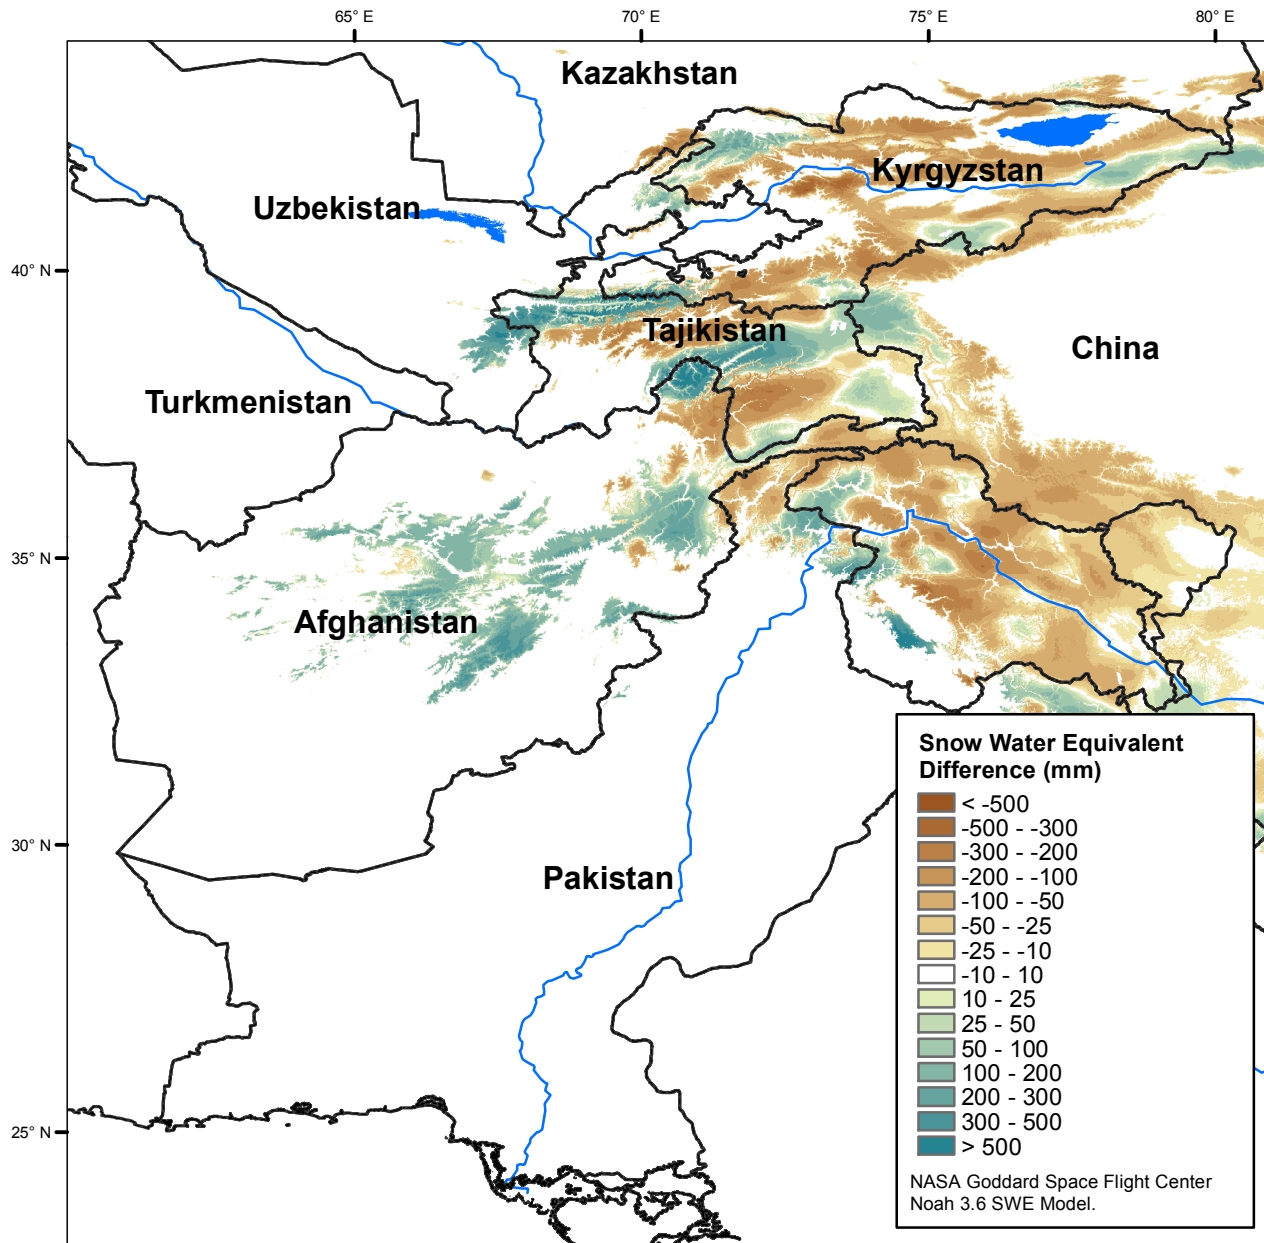 65° E
70° E
75° E
80° E
Kazakhstan
Kyrgyzstan
Uzbekistan
40° N
Tajikistan
China
Turkmenistan
35° N
Afghanistan
Snow Water Equivalent
Difference (mm)
< -500
-500 - -300
-300 - -200
-200 - -100
-100 - -50
-50 - -25
-25 - -10
-10 - 10
10 - 25
25 - 50
50 - 100
100 - 200
200 - 300
300 - 500
> 500
NASA Goddard Space Flight Center
Noah 3.6 SWE Model.
30° N
Pakistan
25° N